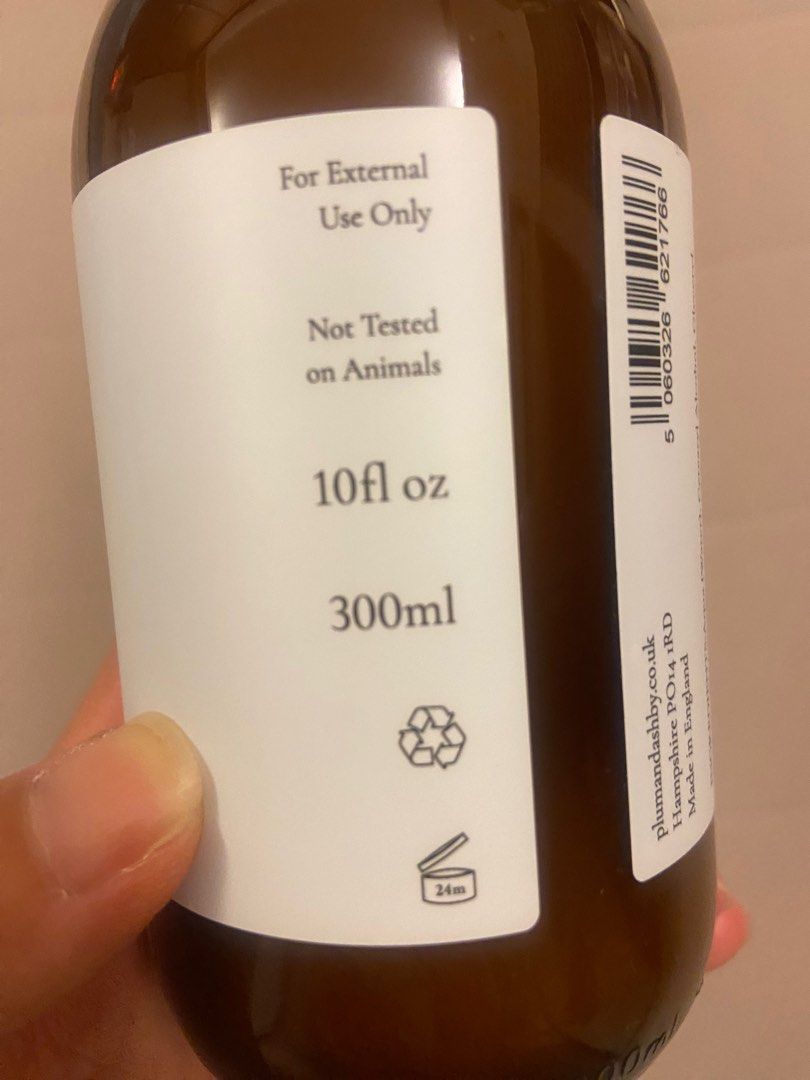 For External
Use Only
Not Tested
on Animals
10fl oz
300ml
24m
5 060326 621766
plumandashby.co.uk
Hampshire PO14 1RD
Made in England